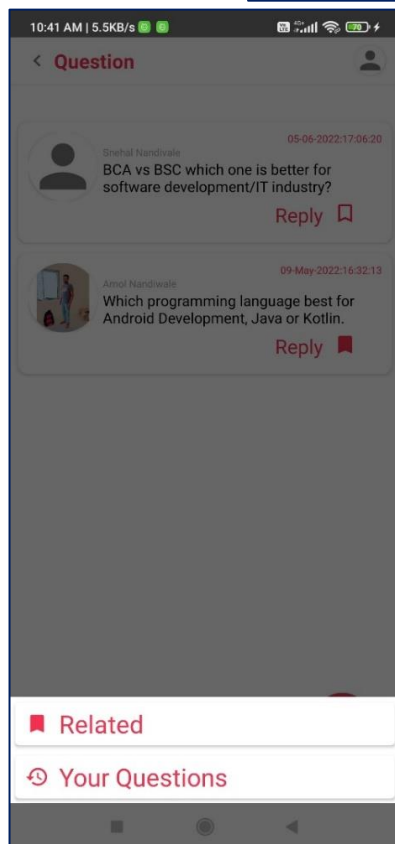 10:41 AM | 5.5KB/s
70
Question
05-06-2022:17:06:20
Snehal Nandivale
BCA vs BSC which one is better for
software development/IT industry?
Reply
09-May-2022:16:32:13
Amol Nandiwale
Which programming language best for
Android Development, Java or Kotlin.
Reply
Related
Your Questions